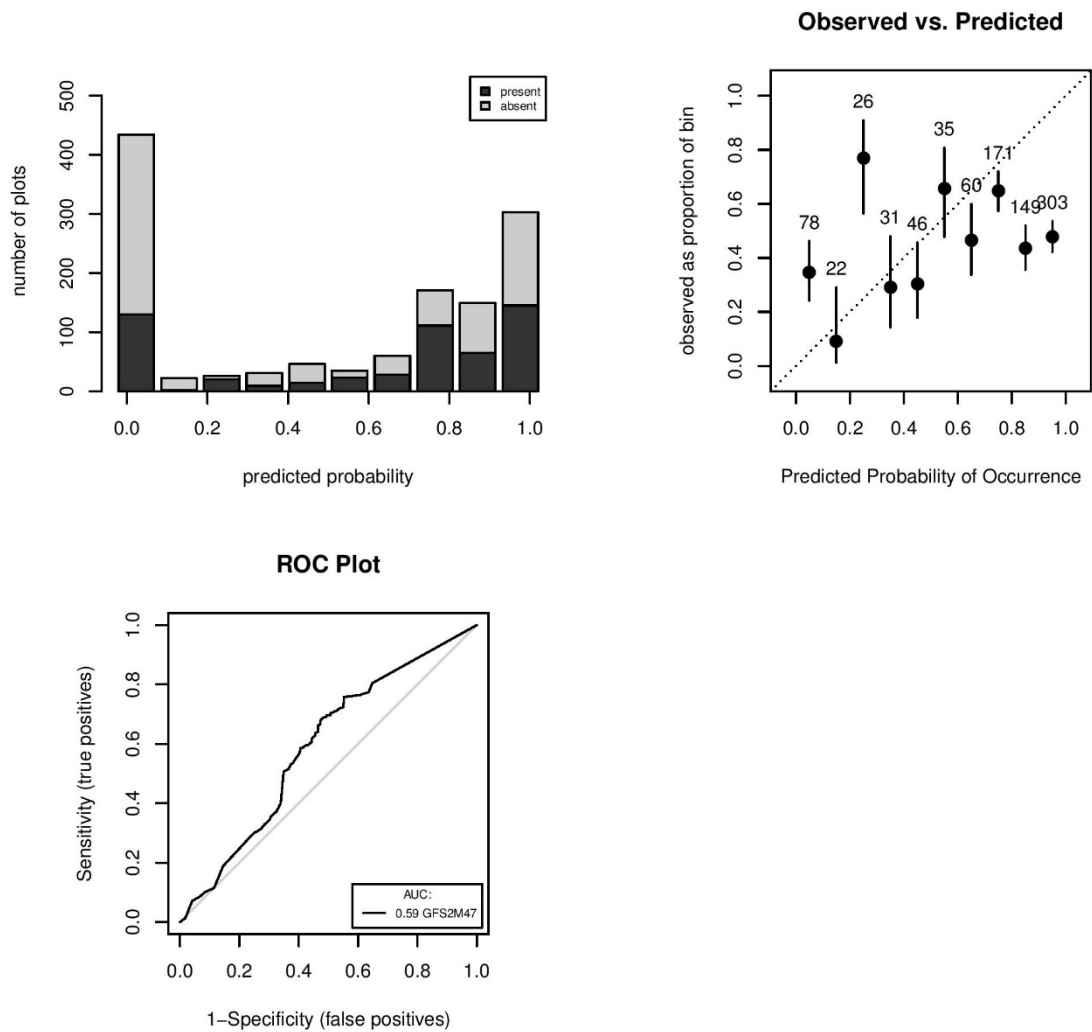 number of plots
500
400
300
200
100
0
present
absent
0.0 0.2 0.4 0.6 0.8 1.0
predicted probability
Observed vs. Predicted
observed as proportion of bin
1.0
0.8
0.6
0.4
0.2
0.0
78
22
26
31
46
35
60
171
149
303
0.0 0.2 0.4 0.6 0.8 1.0
Predicted Probability of Occurrence
ROC Plot
Sensitivity (true positives)
1.0
0.8
0.6
0.4
0.2
0.0
AUC:
0.59 GFS2M47
0.0 0.2 0.4 0.6 0.8 1.0
1−Specificity (false positives)